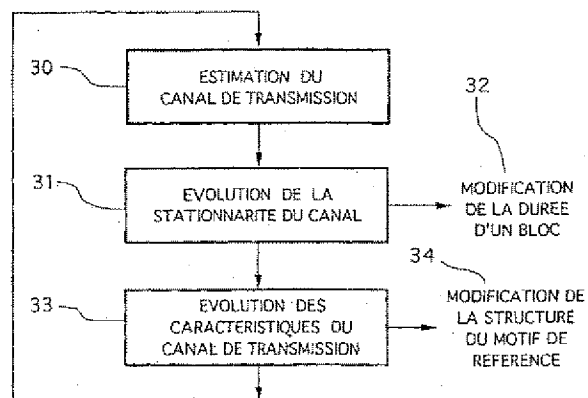 30
ESTIMATION DU
CANAL DE TRANSMISSION
32
31
EVOLUTION DE LA
STATIONNARITE DU CANAL
MODIFICATION
DE LA DUREE
D'UN BLOC
34
33
EVOLUTION DES
CARACTERISTIQUES OU
CANAL DE TRANSMISSION
MODIFICATION DE
LA STRUCTURE
DU MOTIF DE
REFERENCE